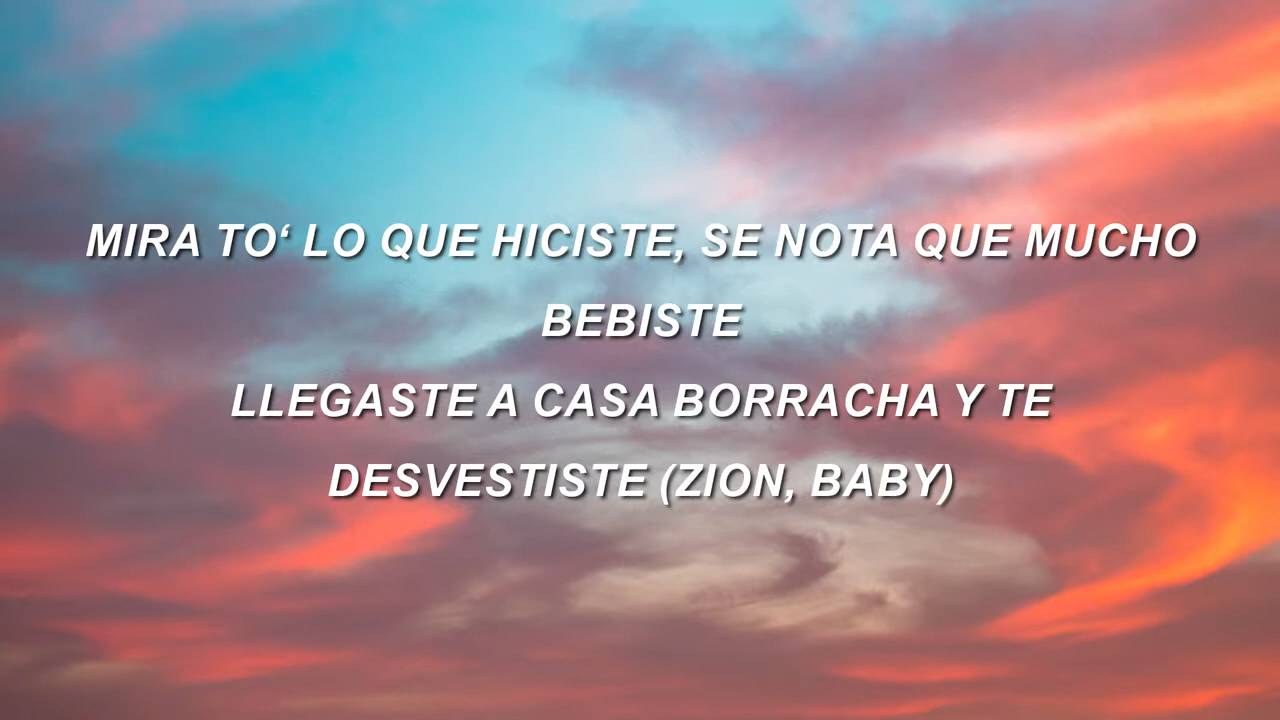 MIRA TO‘ LO QUE HICISTE, SE NOTA QUE MUCHO
BEBISTE
LLEGASTE A CASA BORRACHA Y TE
DESVESTISTE (ZION, BABY)